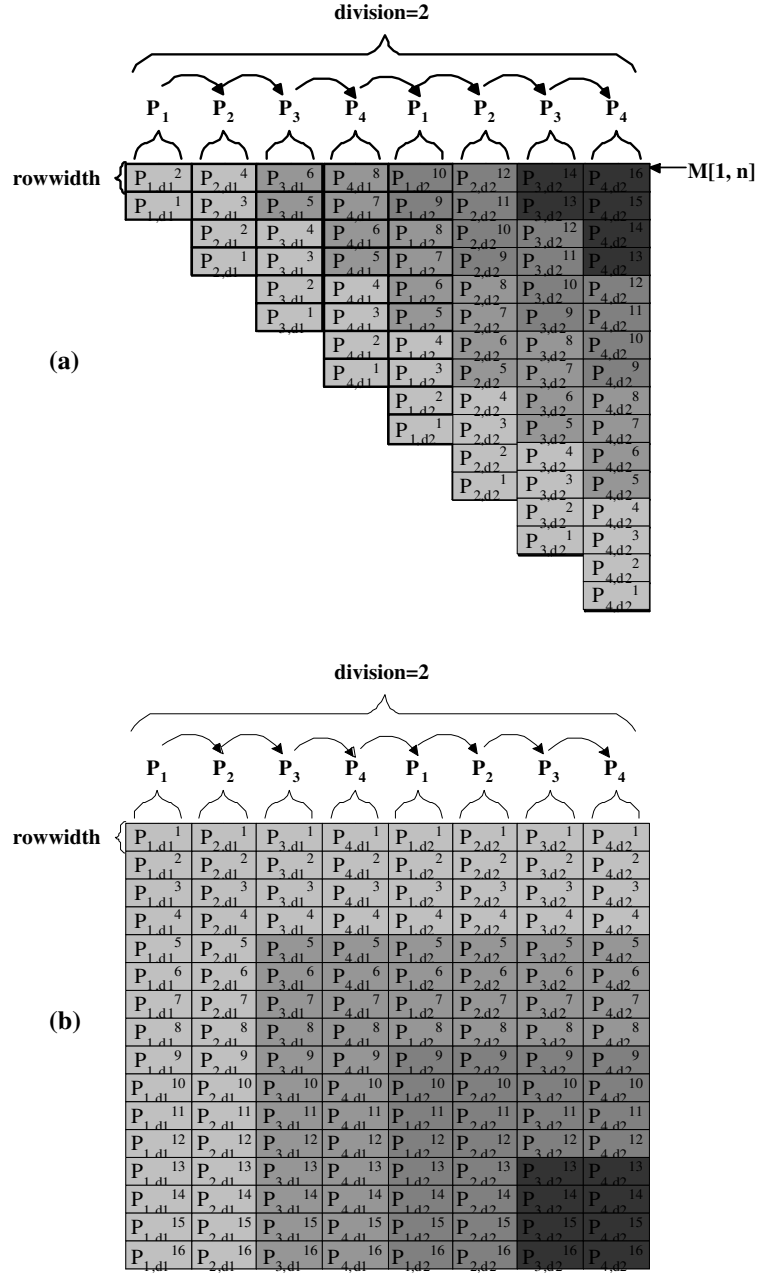 division=2
P1 P2 P3 P4 P1 P2 P3 P4
rowwidth
M[1, n]
P1,d1 2 P2,d1 4 P3,d1 6 P4,d1 8 P1,d2 10 P2,d2 12 P3,d2 14 P4,d2 16
P1,d1 1 P2,d1 3 P3,d1 5 P4,d1 7 P1,d2 9 P2,d2 11 P3,d2 13 P4,d2 15
P2,d1 2 P3,d1 4 P4,d1 6 P1,d2 8 P2,d2 10 P3,d2 12 P4,d2 14
P2,d1 1 P3,d1 3 P4,d1 5 P1,d2 7 P2,d2 9 P3,d2 11 P4,d2 13
P3,d1 2 P4,d1 4 P1,d2 6 P2,d2 8 P3,d2 10 P4,d2 12
P3,d1 1 P4,d1 3 P1,d2 5 P2,d2 7 P3,d2 9 P4,d2 11
(a)
P4,d1 2 P1,d2 4 P2,d2 6 P3,d2 8 P4,d2 10
P4,d1 1 P1,d2 3 P2,d2 5 P3,d2 7 P4,d2 9
P1,d2 2 P2,d2 4 P3,d2 6 P4,d2 8
P1,d2 1 P2,d2 3 P3,d2 5 P4,d2 7
P2,d2 2 P3,d2 4 P4,d2 6
P2,d2 1 P3,d2 3 P4,d2 5
P3,d2 2 P4,d2 4
P3,d2 1 P4,d2 3
P4,d2 2
P4,d2 1
division=2
P1 P2 P3 P4 P1 P2 P3 P4
rowwidth
P1,d1 1 P2,d1 1 P3,d1 1 P4,d1 1 P1,d2 1 P2,d2 1 P3,d2 1 P4,d2 1
P1,d1 2 P2,d1 2 P3,d1 2 P4,d1 2 P1,d2 2 P2,d2 2 P3,d2 2 P4,d2 2
P1,d1 3 P2,d1 3 P3,d1 3 P4,d1 3 P1,d2 3 P2,d2 3 P3,d2 3 P4,d2 3
P1,d1 4 P2,d1 4 P3,d1 4 P4,d1 4 P1,d2 4 P2,d2 4 P3,d2 4 P4,d2 4
P1,d1 5 P2,d1 5 P3,d1 5 P4,d1 5 P1,d2 5 P2,d2 5 P3,d2 5 P4,d2 5
P1,d1 6 P2,d1 6 P3,d1 6 P4,d1 6 P1,d2 6 P2,d2 6 P3,d2 6 P4,d2 6
P1,d1 7 P2,d1 7 P3,d1 7 P4,d1 7 P1,d2 7 P2,d2 7 P3,d2 7 P4,d2 7
(b)
P1,d1 8 P2,d1 8 P3,d1 8 P4,d1 8 P1,d2 8 P2,d2 8 P3,d2 8 P4,d2 8
P1,d1 9 P2,d1 9 P3,d1 9 P4,d1 9 P1,d2 9 P2,d2 9 P3,d2 9 P4,d2 9
P1,d1 10 P2,d1 10 P3,d1 10 P4,d1 10 P1,d2 10 P2,d2 10 P3,d2 10 P4,d2 10
P1,d1 11 P2,d1 11 P3,d1 11 P4,d1 11 P1,d2 11 P2,d2 11 P3,d2 11 P4,d2 11
P1,d1 12 P2,d1 12 P3,d1 12 P4,d1 12 P1,d2 12 P2,d2 12 P3,d2 12 P4,d2 12
P1,d1 13 P2,d1 13 P3,d1 13 P4,d1 13 P1,d2 13 P2,d2 13 P3,d2 13 P4,d2 13
P1,d1 14 P2,d1 14 P3,d1 14 P4,d1 14 P1,d2 14 P2,d2 14 P3,d2 14 P4,d2 14
P1,d1 15 P2,d1 15 P3,d1 15 P4,d1 15 P1,d2 15 P2,d2 15 P3,d2 15 P4,d2 15
P1,d1 16 P2,d1 16 P3,d1 16 P4,d1 16 P1,d2 16 P2,d2 16 P3,d2 16 P4,d2 16